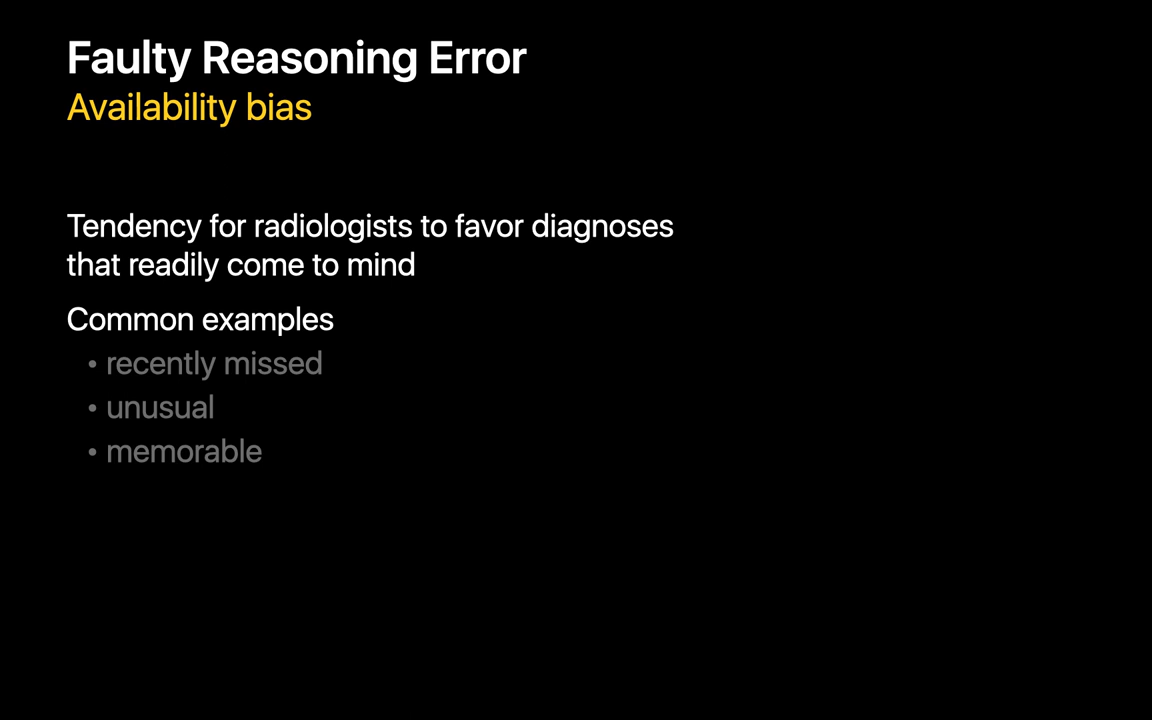 Faulty Reasoning Error
Availability bias
Tendency for radiologists to favor diagnoses
that readily come to mind
Common examples
• recently missed
• unusual
• memorable